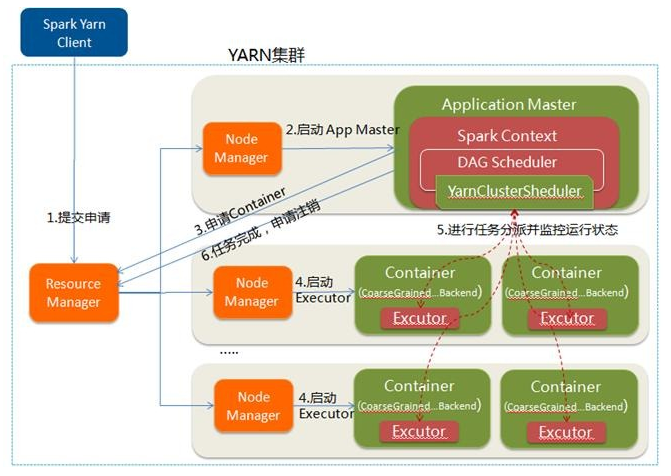 Spark Yarn
Client
YARN集群
Application Master
Spark Context
DAG Scheduler
YarnClusterSheduler
Node
Manager
2.启动 App Master
1.提交申请
3.申请Container
6.任务完成，申请注销
5.进行任务分派并监控运行状态
Resource
Manager
Node
Manager
4.启动
Executor
Container
(CoarseGrained...Backend)
Excutor
Container
(CoarseGrained...Backend)
Excutor
.....
Node
Manager
4.启动
Executor
Container
(CoarseGrained...Backend)
Excutor
Container
(CoarseGrained...Backend)
Excutor